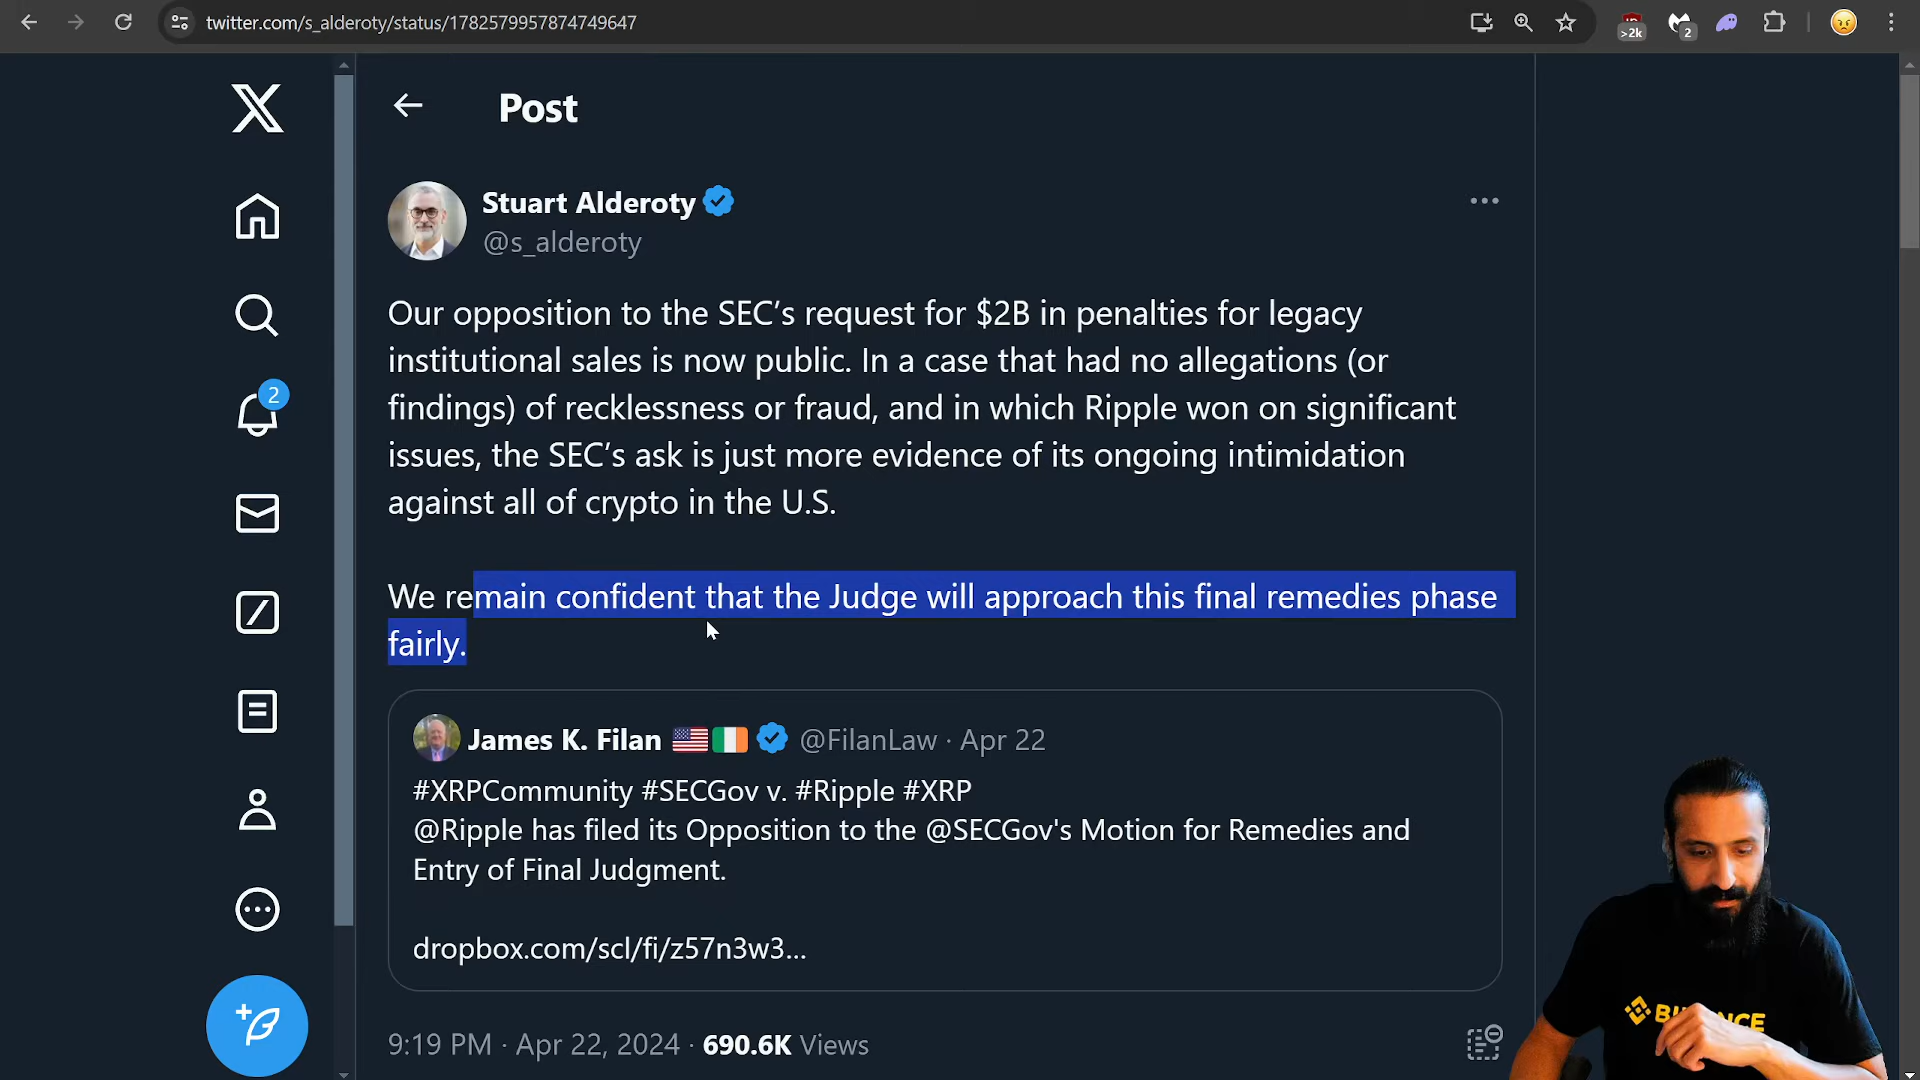 twitter.com/s_alderoty/status/1782579957874749647
>2k
2
Post
Stuart Alderoty
@s_alderoty
Our opposition to the SEC’s request for $2B in penalties for legacy
institutional sales is now public. In a case that had no allegations (or
findings) of recklessness or fraud, and in which Ripple won on significant
issues, the SEC’s ask is just more evidence of its ongoing intimidation
against all of crypto in the U.S.
2
We remain confident that the Judge will approach this final remedies phase
fairly.
James K. Filan 🇺🇸🇮🇪 @FilanLaw · Apr 22
#XRPCommunity #SECGov v. #Ripple #XRP
@Ripple has filed its Opposition to the @SECGov's Motion for Remedies and
Entry of Final Judgment.
dropbox.com/scl/fi/z57n3w3...
9:19 PM · Apr 22, 2024 · 690.6K Views